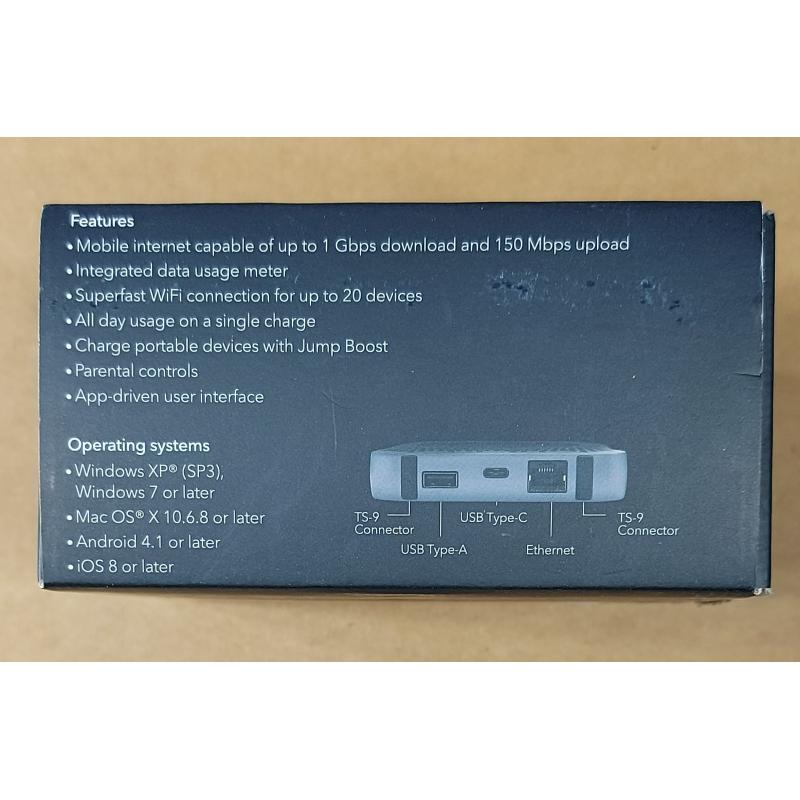 Features
• Mobile internet capable of up to 1 Gbps download and 150 Mbps upload
• Integrated data usage meter
• Superfast WiFi connection for up to 20 devices
• All day usage on a single charge
• Charge portable devices with Jump Boost
• Parental controls
• App-driven user interface
Operating systems
• Windows XP® (SP3),
Windows 7 or later
• Mac OS® X 10.6.8 or later
• Android 4.1 or later
• iOS 8 or later
TS-9
Connector
USB Type-A
USB Type-C
Ethernet
TS-9
Connector